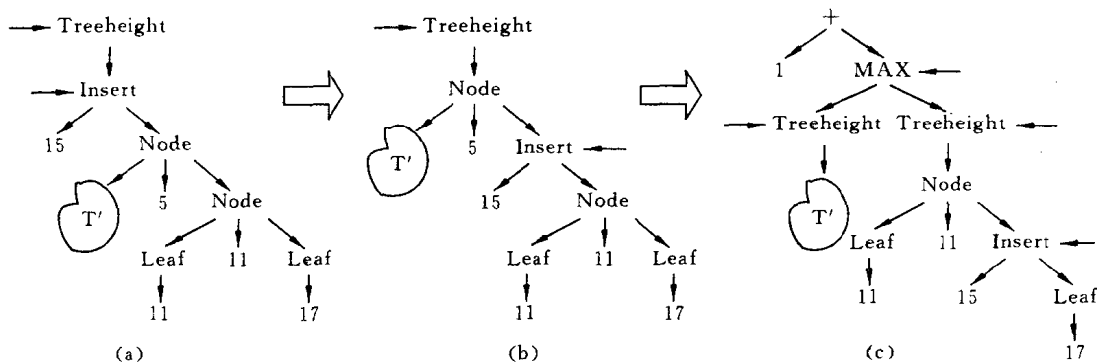 Treeheight
Insert
15 Node
T′ 5 Node
Leaf 11 Leaf
11 17
(a)
Treeheight
Node
T′ 5 Insert
15 Node
Leaf 11 Leaf
11 17
(b)
+
1 MAX
Treeheight Treeheight
T′ Node
Leaf 11 Insert
11 15 Leaf
17
(c)